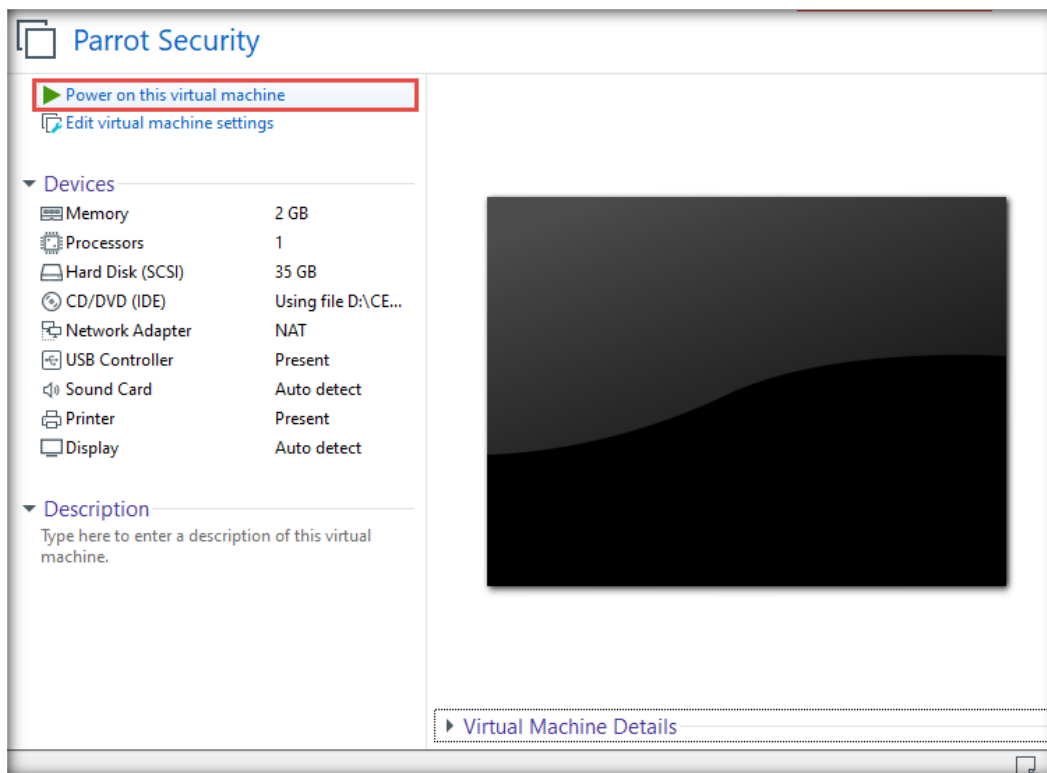 Parrot Security
Power on this virtual machine
Edit virtual machine settings
Devices
Memory 2 GB
Processors 1
Hard Disk (SCSI) 35 GB
CD/DVD (IDE) Using file D:\CE...
Network Adapter NAT
USB Controller Present
Sound Card Auto detect
Printer Present
Display Auto detect
Description
Type here to enter a description of this virtual
machine.
Virtual Machine Details